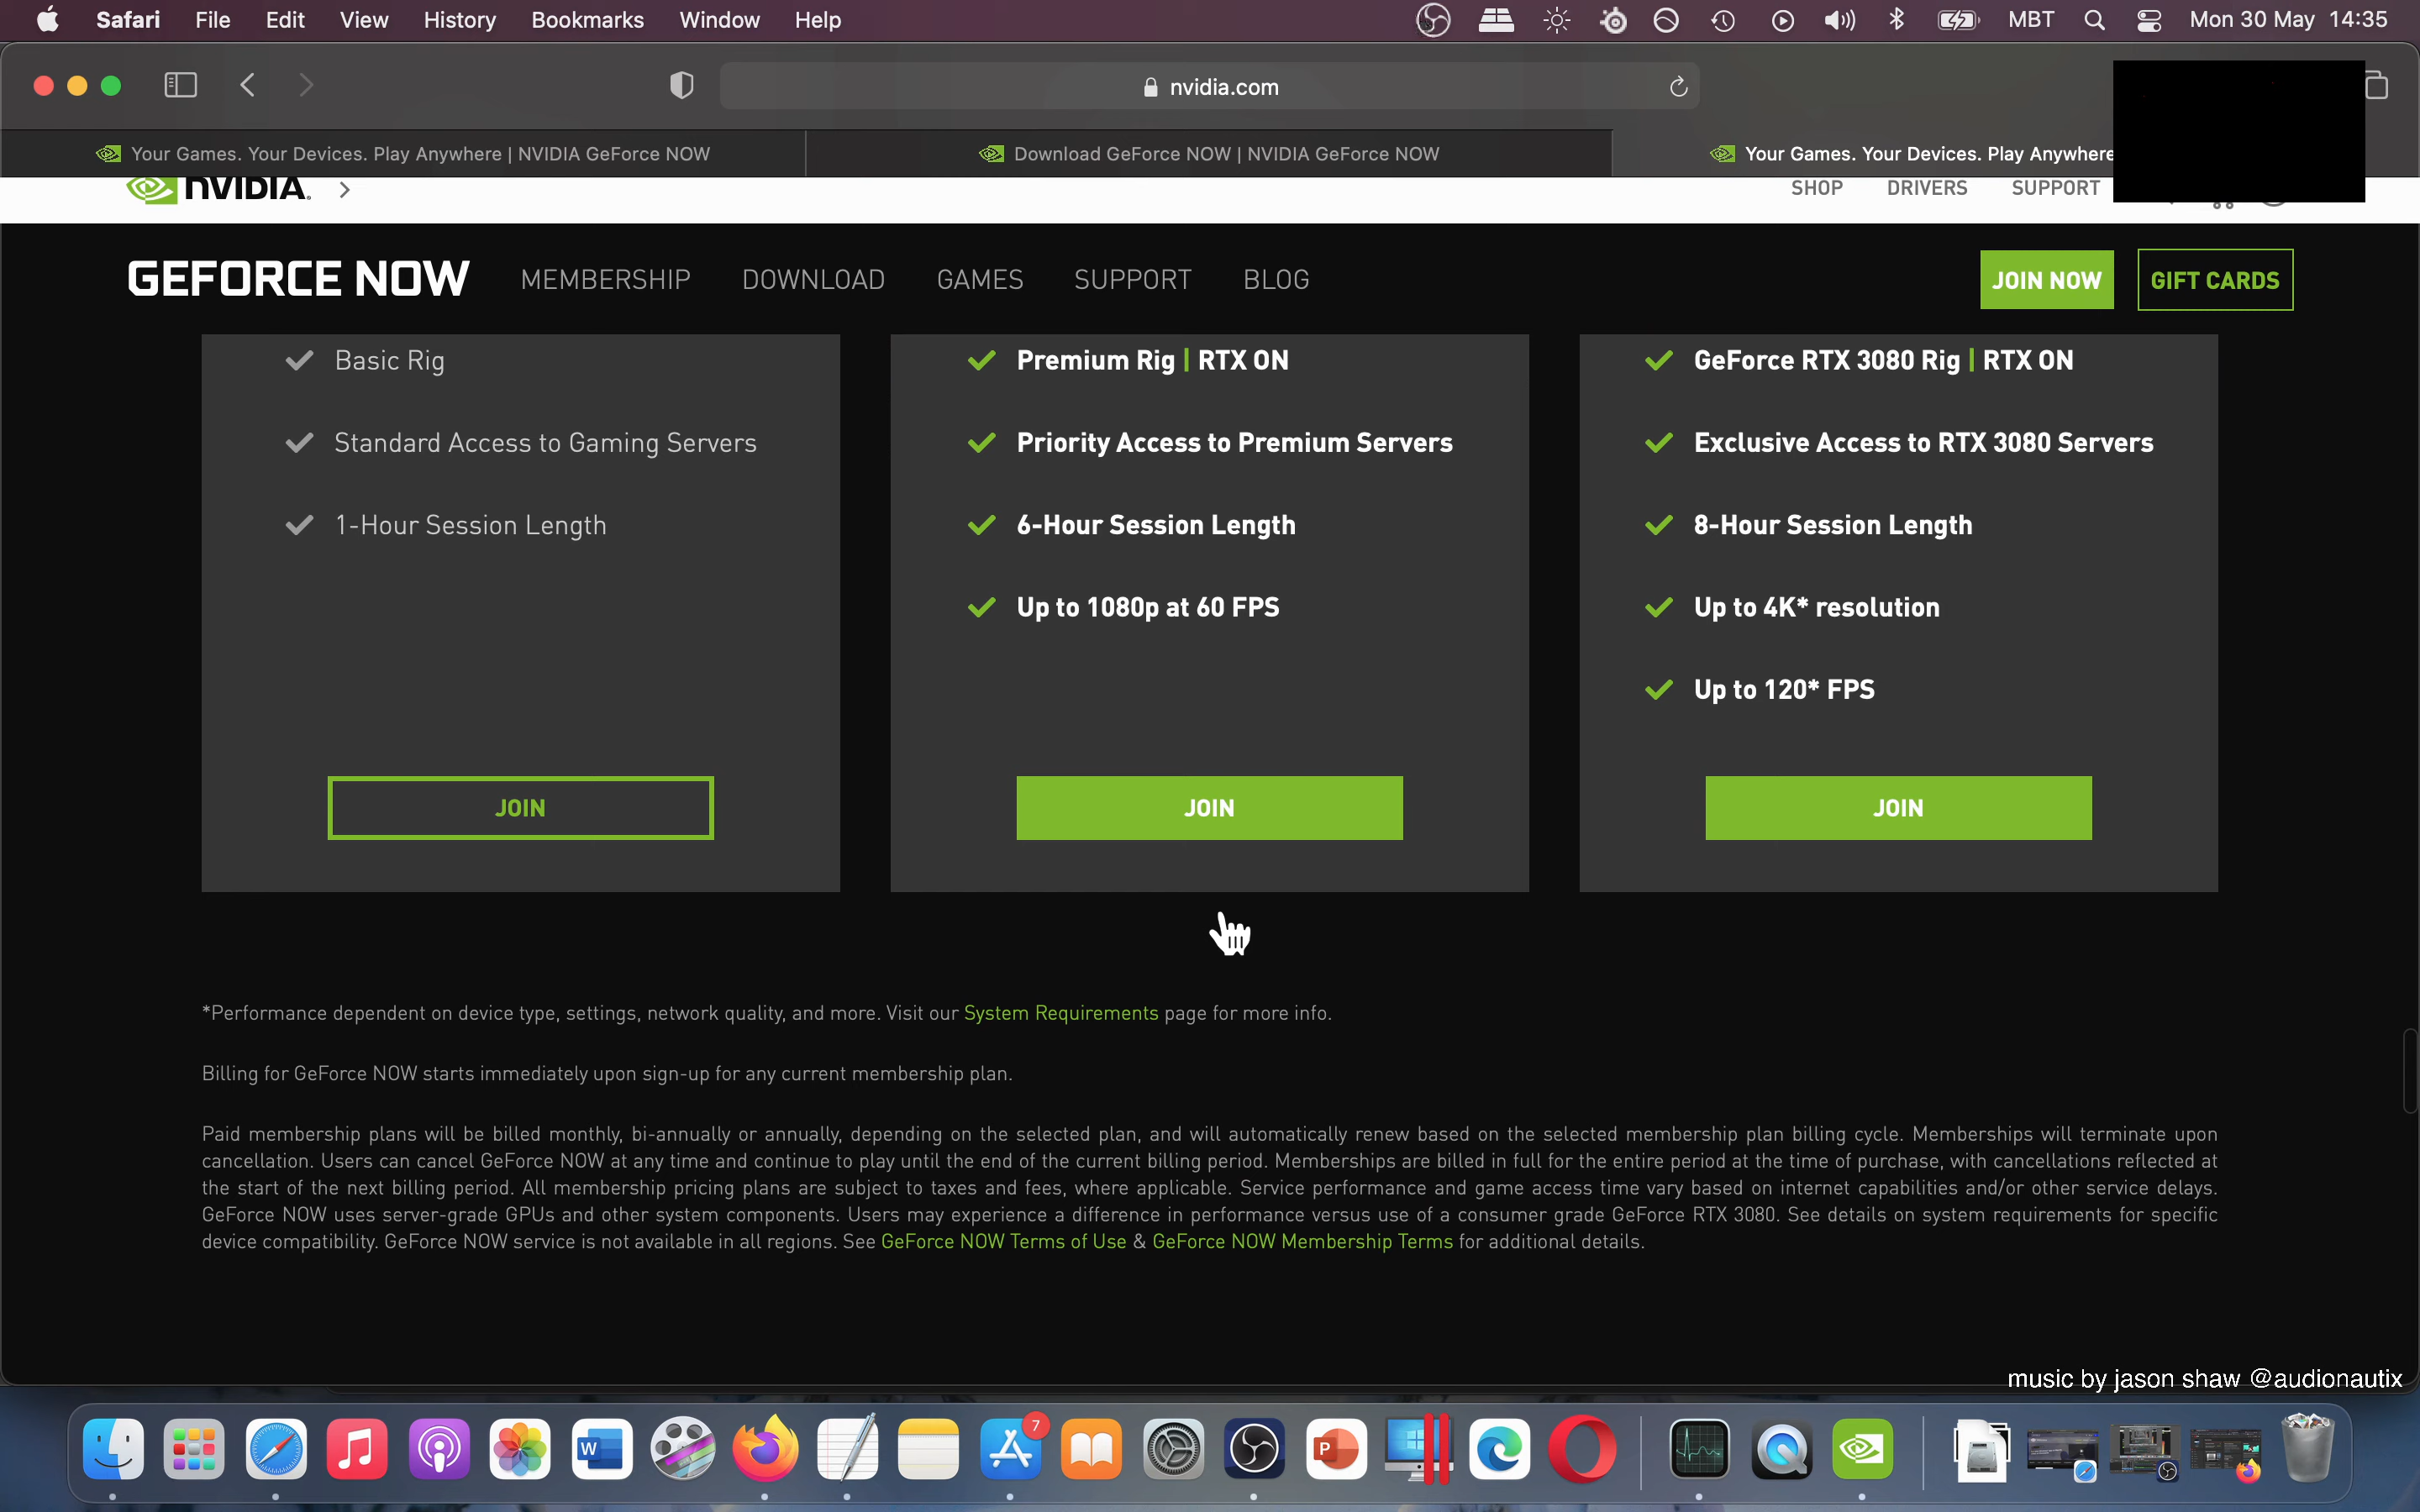 Safari File Edit View History Bookmarks Window Help MBT Mon 30 May 14:35
nvidia.com
Your Games. Your Devices. Play Anywhere | NVIDIA GeForce NOW
Download GeForce NOW | NVIDIA GeForce NOW
Your Games. Your Devices. Play Anywhere
nVIDIA.
SHOP DRIVERS SUPPORT
GEFORCE NOW MEMBERSHIP DOWNLOAD GAMES SUPPORT BLOG JOIN NOW GIFT CARDS
Basic Rig
Standard Access to Gaming Servers
1-Hour Session Length
JOIN
Premium Rig | RTX ON
Priority Access to Premium Servers
6-Hour Session Length
Up to 1080p at 60 FPS
JOIN
GeForce RTX 3080 Rig | RTX ON
Exclusive Access to RTX 3080 Servers
8-Hour Session Length
Up to 4K* resolution
Up to 120* FPS
JOIN
*Performance dependent on device type, settings, network quality, and more. Visit our System Requirements page for more info.
Billing for GeForce NOW starts immediately upon sign-up for any current membership plan.
Paid membership plans will be billed monthly, bi-annually or annually, depending on the selected plan, and will automatically renew based on the selected membership plan billing cycle. Memberships will terminate upon
cancellation. Users can cancel GeForce NOW at any time and continue to play until the end of the current billing period. Memberships are billed in full for the entire period at the time of purchase, with cancellations reflected at
the start of the next billing period. All membership pricing plans are subject to taxes and fees, where applicable. Service performance and game access time vary based on internet capabilities and/or other service delays.
GeForce NOW uses server-grade GPUs and other system components. Users may experience a difference in performance versus use of a consumer grade GeForce RTX 3080. See details on system requirements for specific
device compatibility. GeForce NOW service is not available in all regions. See GeForce NOW Terms of Use & GeForce NOW Membership Terms for additional details.
music by jason shaw @audionautix
W
7
P